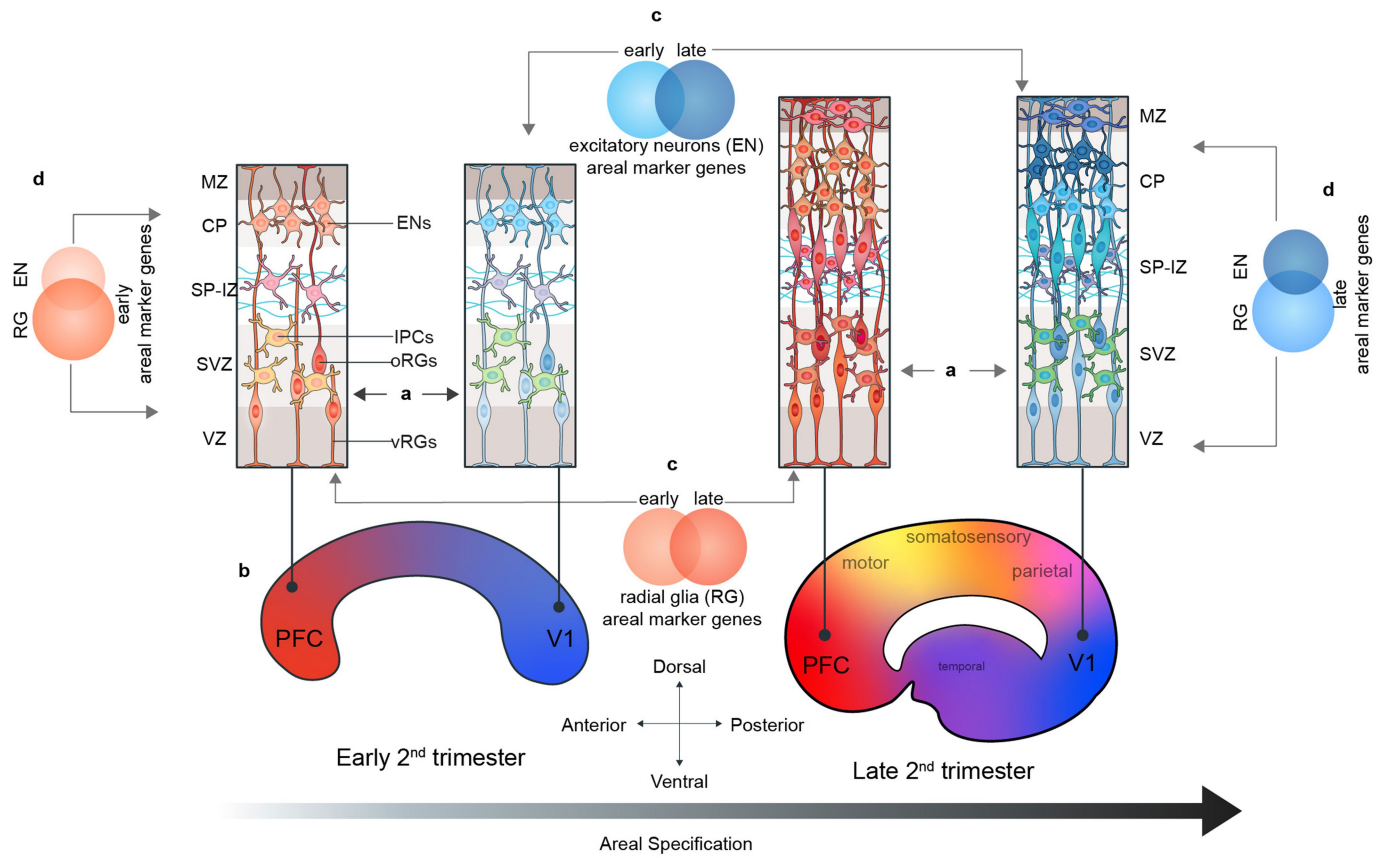 c
early late
excitatory neurons (EN)
areal marker genes
d
EN
RG
early
areal marker genes
MZ
CP
SP-IZ
SVZ
VZ
ENs
IPCs
oRGs
vRGs
a
a
MZ
CP
SP-IZ
SVZ
VZ
d
EN
RG
late
areal marker genes
c
early late
radial glia (RG)
areal marker genes
b
PFC
V1
somatosensory
motor
parietal
PFC
temporal
V1
Dorsal
Anterior
Posterior
Ventral
Early 2nd trimester
Late 2nd trimester
Areal Specification